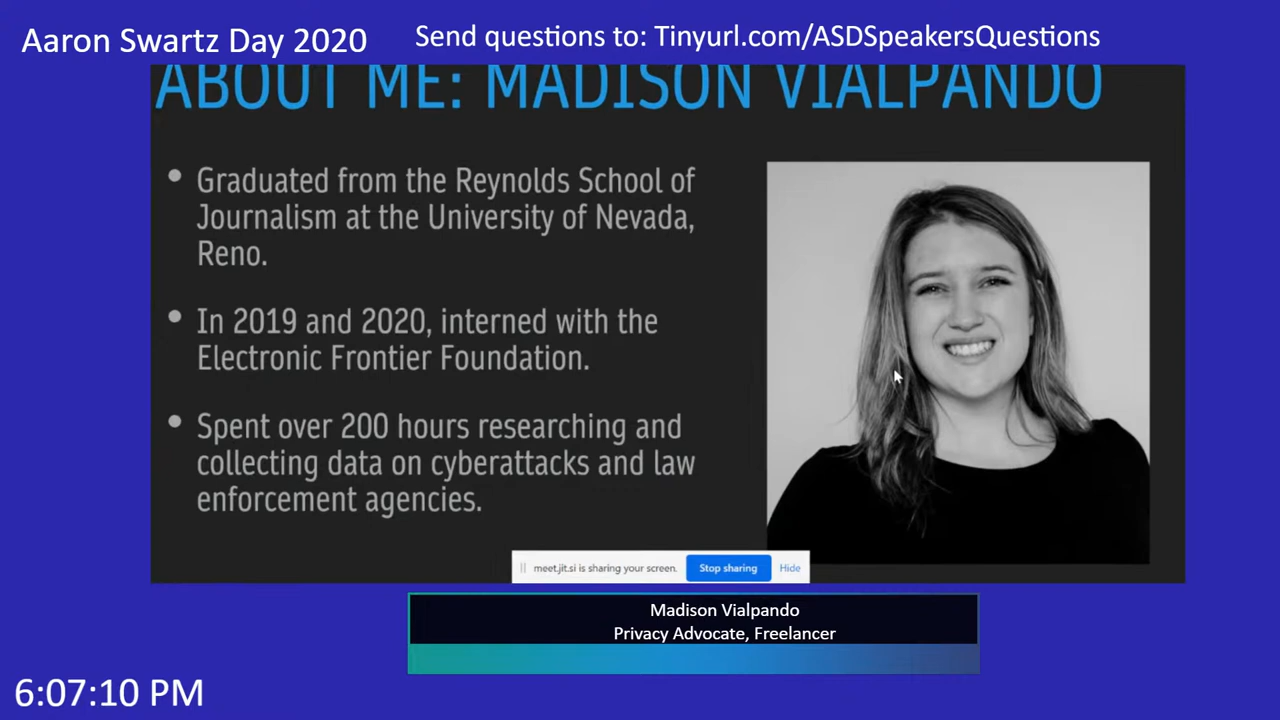 Aaron Swartz Day 2020
Send questions to: Tinyurl.com/ASDSpeakersQuestions
ABOUT ME: MADISON VIALPANDO
• Graduated from the Reynolds School of
Journalism at the University of Nevada,
Reno.
• In 2019 and 2020, interned with the
Electronic Frontier Foundation.
• Spent over 200 hours researching and
collecting data on cyberattacks and law
enforcement agencies.
meet.jit.si is sharing your screen.
Stop sharing
Hide
Madison Vialpando
Privacy Advocate, Freelancer
6:07:10 PM